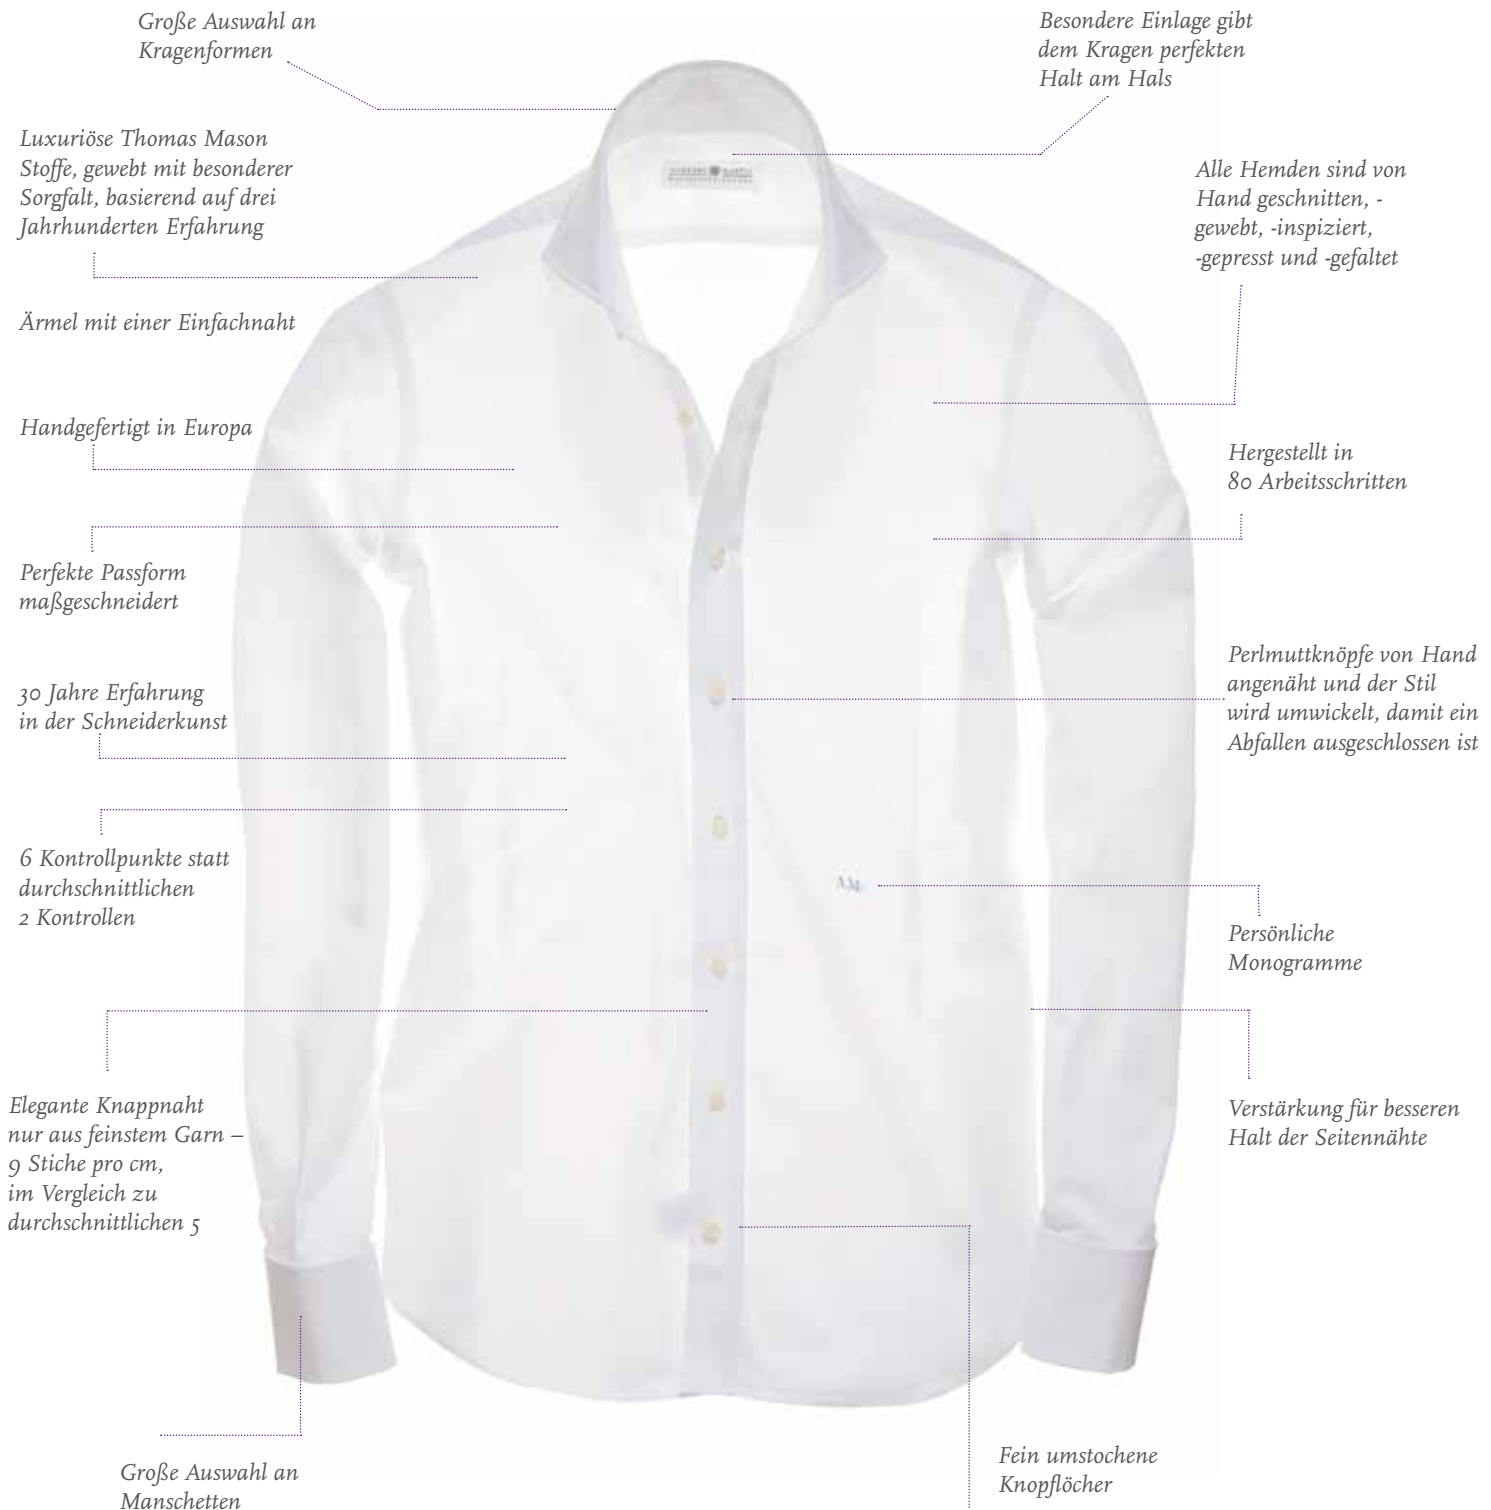 Große Auswahl an
Kragenformen
Besondere Einlage gibt
dem Kragen perfekten
Halt am Hals
Luxuriöse Thomas Mason
Stoffe, gewebt mit besonderer
Sorgfalt, basierend auf drei
Jahrhunderten Erfahrung
Alle Hemden sind von
Hand geschnitten, -
gewebt, -inspiziert,
-gepresst und -gefaltet
Ärmel mit einer Einfachnaht
Handgefertigt in Europa
Hergestellt in
80 Arbeitsschritten
Perfekte Passform
maßgeschneidert
30 Jahre Erfahrung
in der Schneiderkunst
Perlmuttknöpfe von Hand
angenäht und der Stil
wird umwickelt, damit ein
Abfallen ausgeschlossen ist
6 Kontrollpunkte statt
durchschnittlichen
2 Kontrollen
Persönliche
Monogramme
Elegante Knappnaht
nur aus feinstem Garn –
9 Stiche pro cm,
im Vergleich zu
durchschnittlichen 5
Verstärkung für besseren
Halt der Seitennähte
Große Auswahl an
Manschetten
Fein umstochene
Knopflöcher